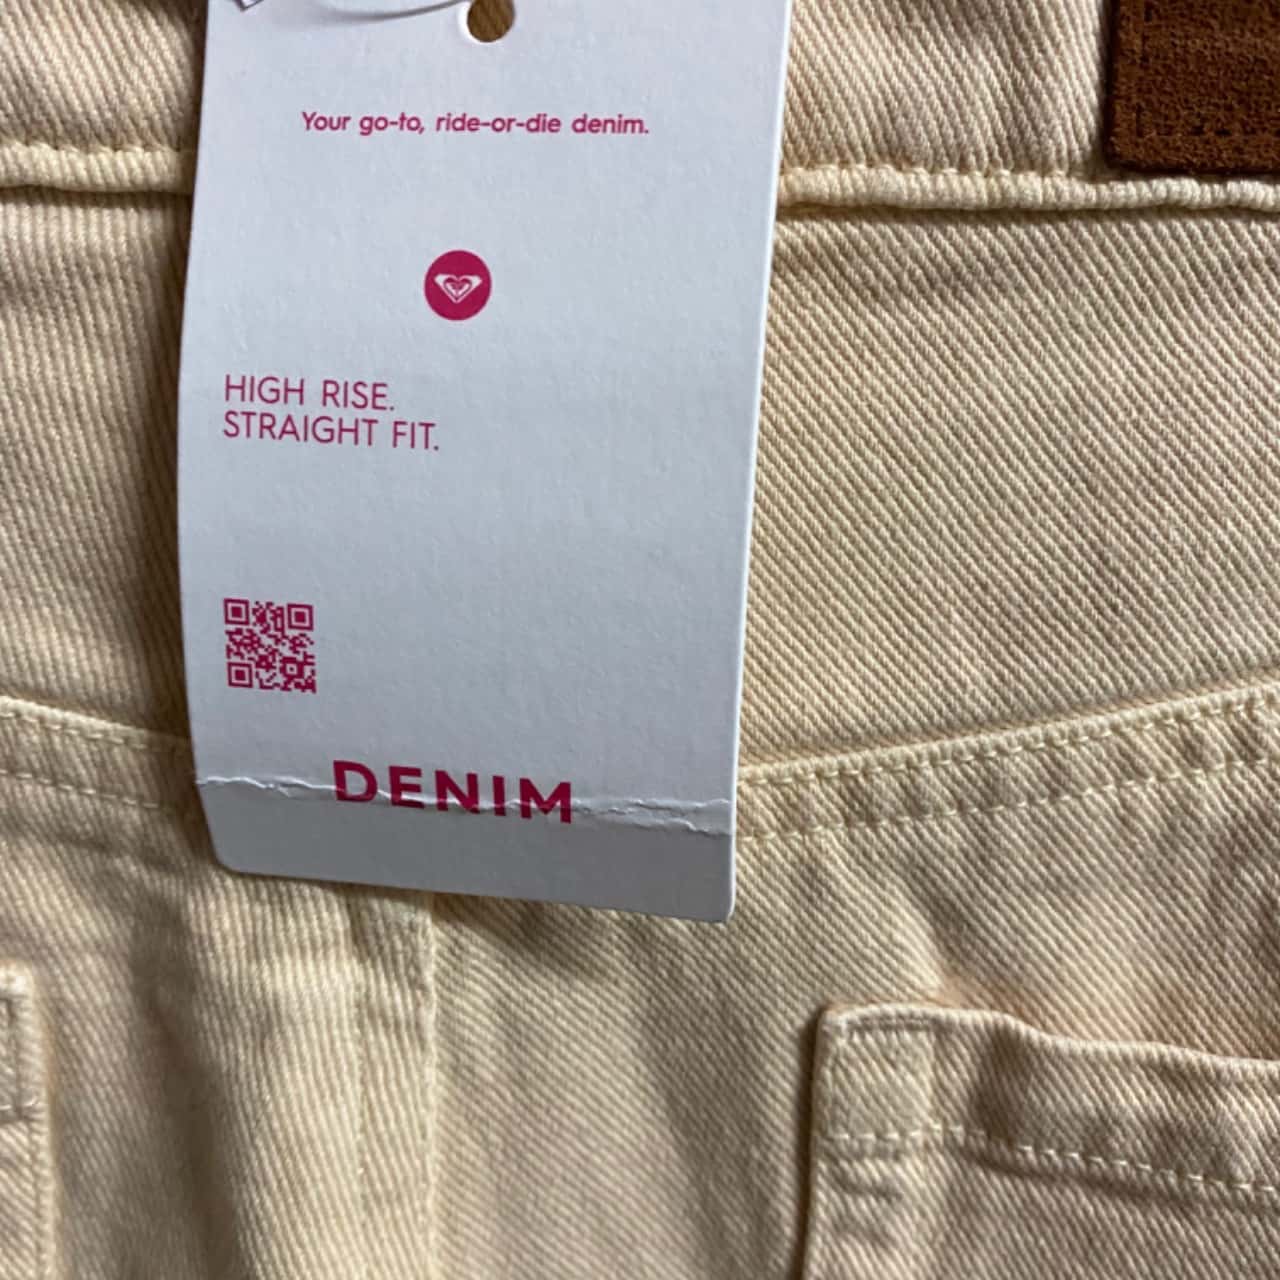 Your go-to, ride-or-die denim.
HIGH RISE.
STRAIGHT FIT.
DENIM